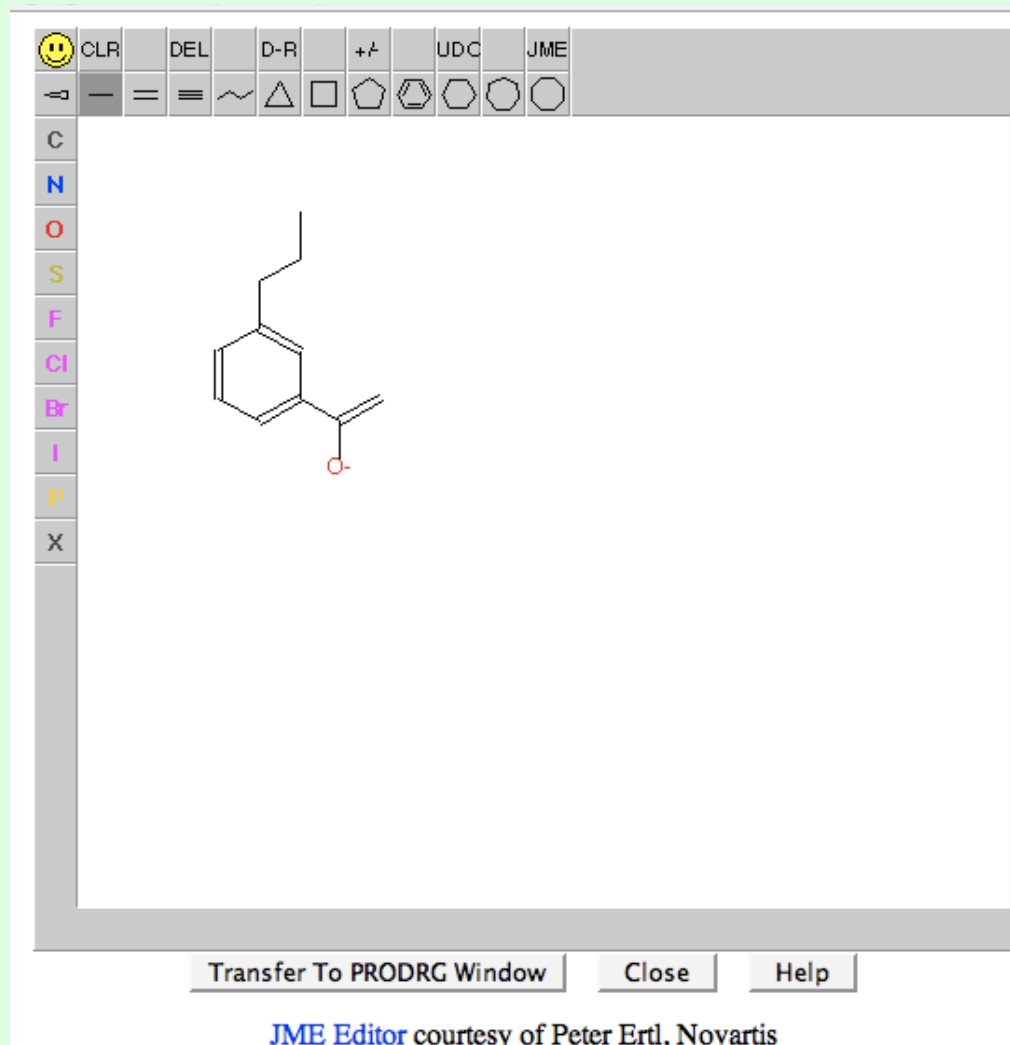 CLR DEL D-R +/- UDC JME
C
N
O
S
F
Cl
Br
I
P
X
O-
Transfer To PRODRG Window Close Help
JME Editor courtesy of Peter Ertl, Novartis